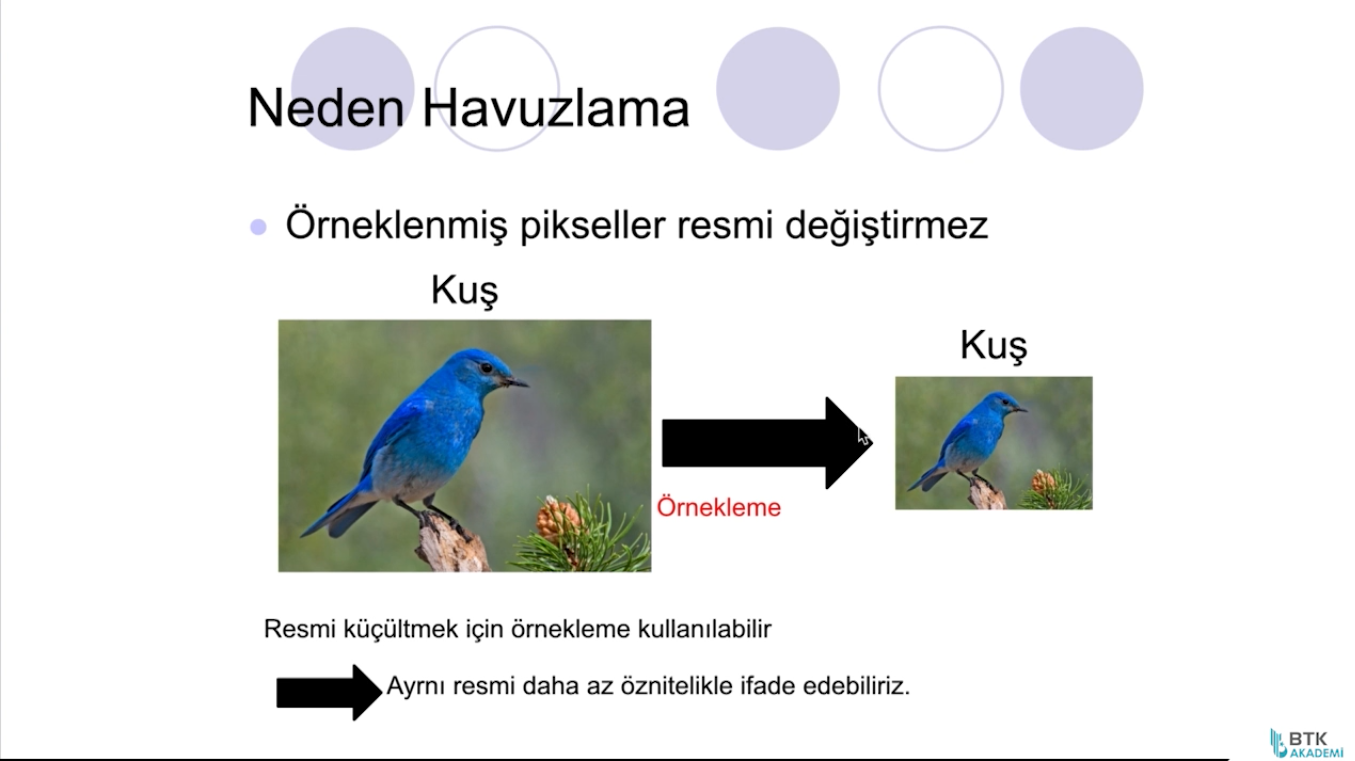 Neden Havuzlama
Örneklenmiş pikseller resmi değiştirmez
Kuş
Kuş
Örnekleme
Resmi küçültmek için örnekleme kullanılabilir
Ayrnı resmi daha az öznitelikle ifade edebiliriz.
BTK
AKADEMİ